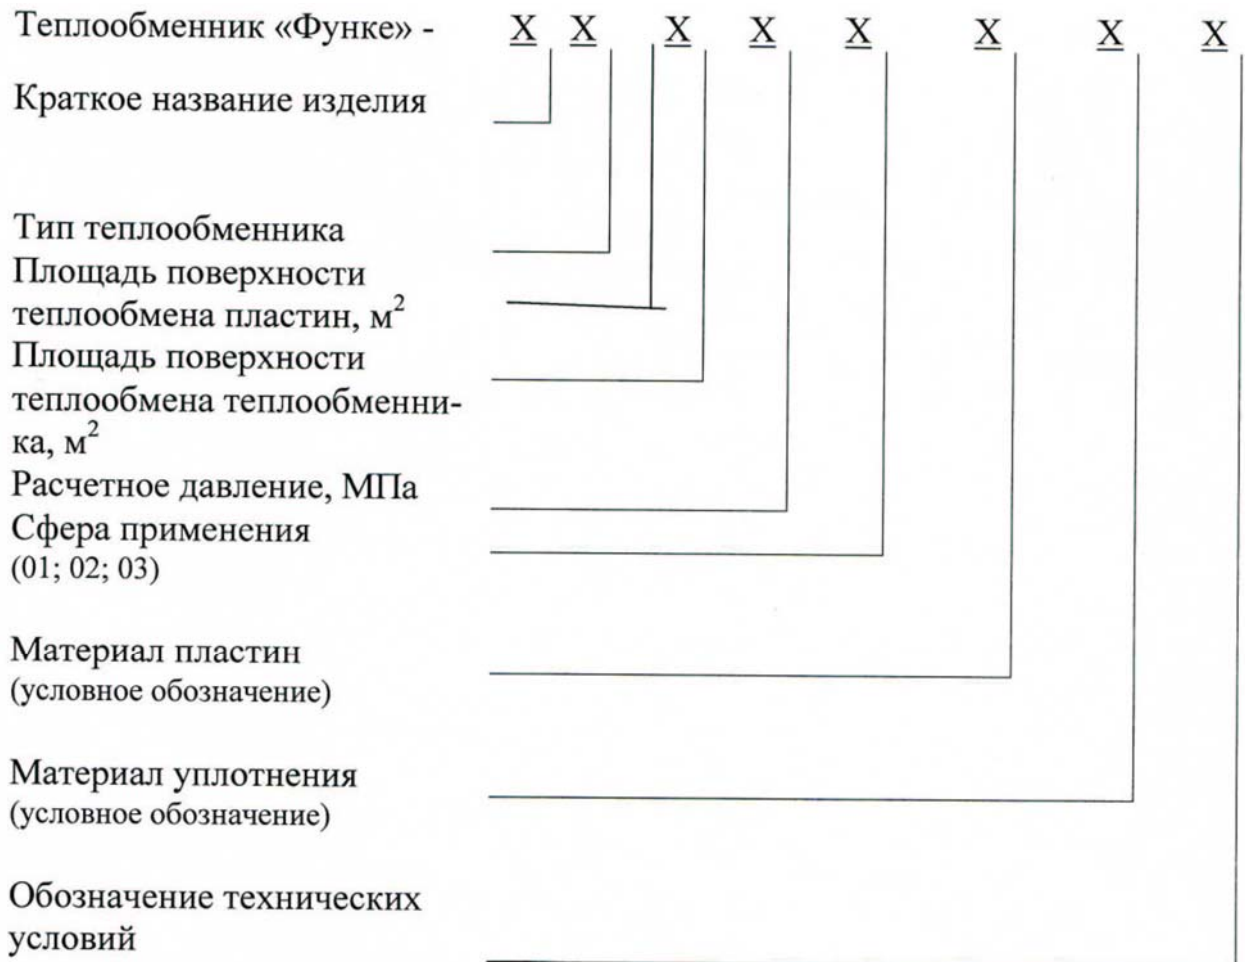 Теплообменник «Функе» - X X X X X X X X
Краткое название изделия
Тип теплообменника
Площадь поверхности
теплообмена пластин, м²
Площадь поверхности
теплообмена теплообменни-
ка, м²
Расчетное давление, МПа
Сфера применения
(01; 02; 03)
Материал пластин
(условное обозначение)
Материал уплотнения
(условное обозначение)
Обозначение технических
условий